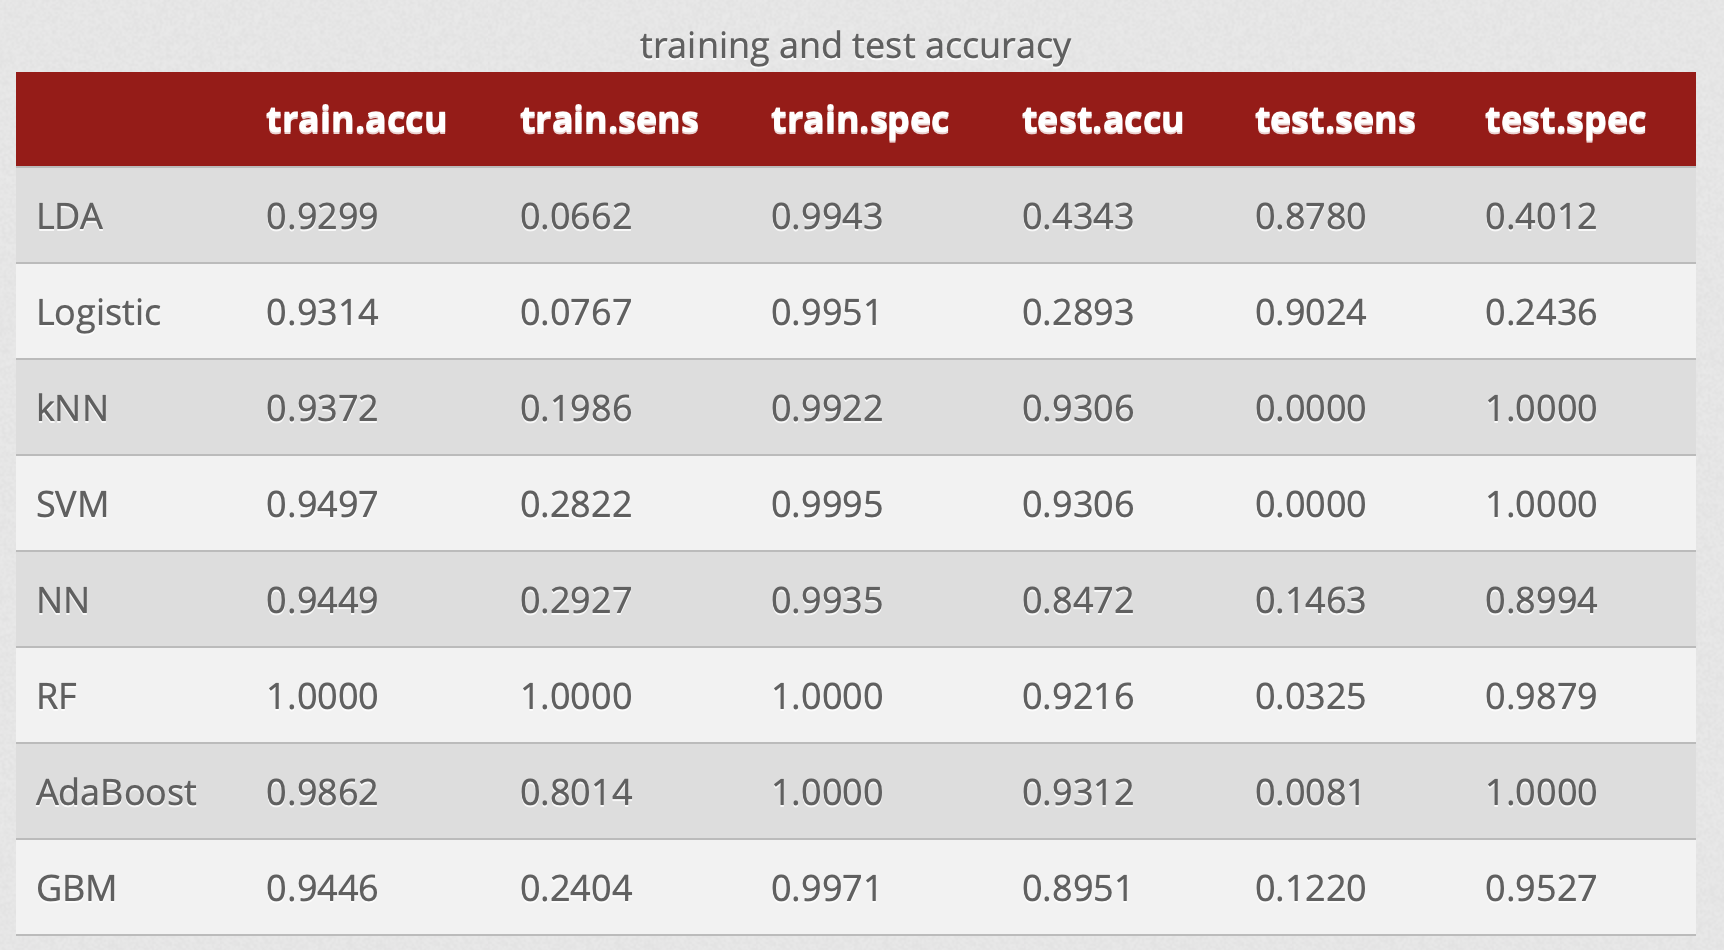 training and test accuracy
train.accu train.sens train.spec test.accu test.sens test.spec
LDA 0.9299 0.0662 0.9943 0.4343 0.8780 0.4012
Logistic 0.9314 0.0767 0.9951 0.2893 0.9024 0.2436
kNN 0.9372 0.1986 0.9922 0.9306 0.0000 1.0000
SVM 0.9497 0.2822 0.9995 0.9306 0.0000 1.0000
NN 0.9449 0.2927 0.9935 0.8472 0.1463 0.8994
RF 1.0000 1.0000 1.0000 0.9216 0.0325 0.9879
AdaBoost 0.9862 0.8014 1.0000 0.9312 0.0081 1.0000
GBM 0.9446 0.2404 0.9971 0.8951 0.1220 0.9527